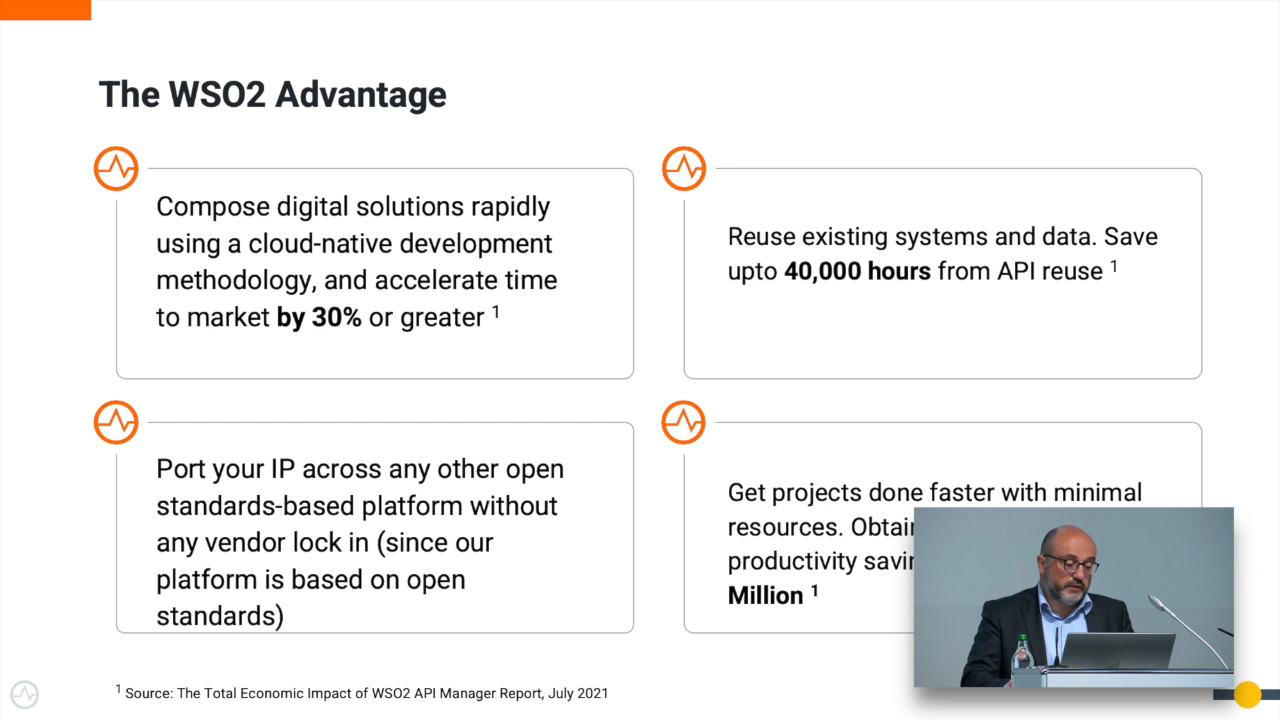 The WSO2 Advantage
Compose digital solutions rapidly
using a cloud-native development
methodology, and accelerate time
to market by 30% or greater 1
Reuse existing systems and data. Save
upto 40,000 hours from API reuse 1
Port your IP across any other open
standards-based platform without
any vendor lock in (since our
platform is based on open
standards)
Get projects done faster with minimal
resources.
productivity
Million 1
1 Source: The Total Economic Impact of WSO2 API Manager Report, July 2021